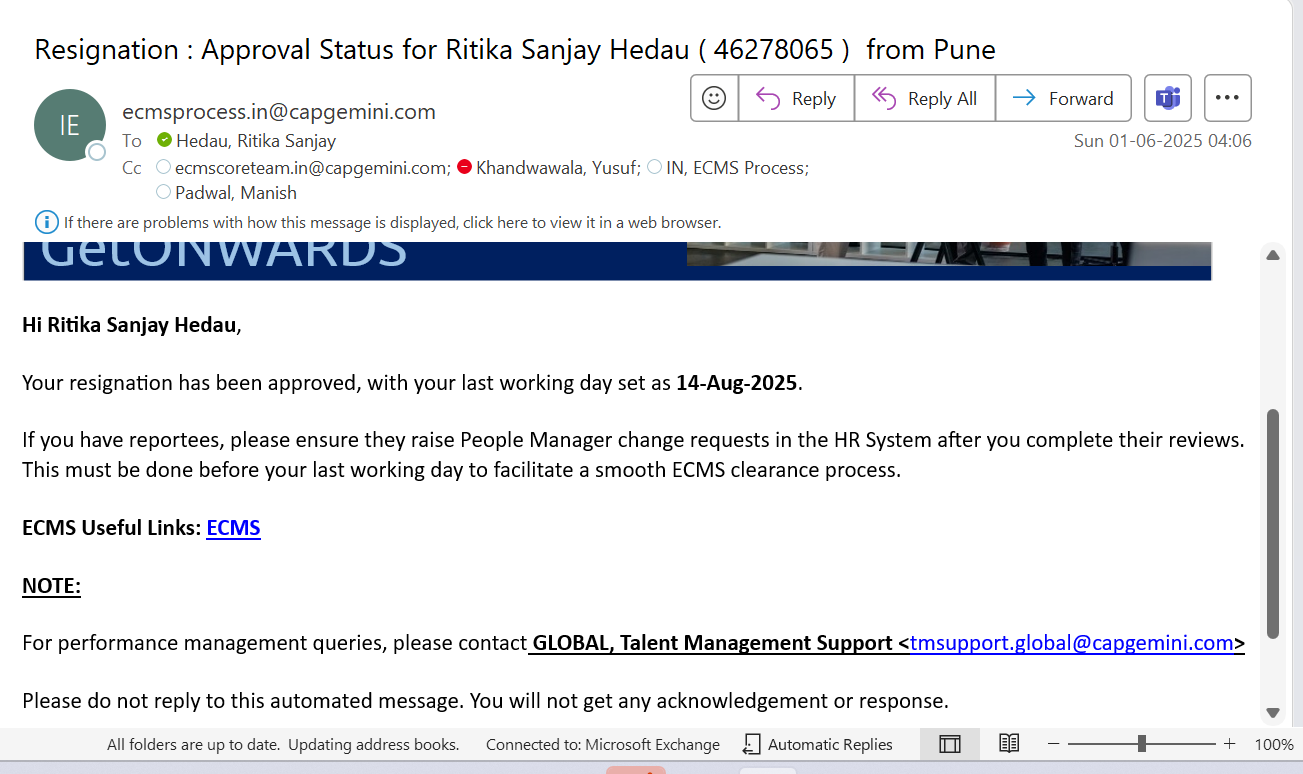 Resignation : Approval Status for Ritika Sanjay Hedau ( 46278065 ) from Pune
IE
ecmsprocess.in@capgemini.com
Reply
Reply All
Forward
To Hedau, Ritika Sanjay
Sun 01-06-2025 04:06
Cc ecmscoreteam.in@capgemini.com; Khandwawala, Yusuf; IN, ECMS Process;
Padwal, Manish
If there are problems with how this message is displayed, click here to view it in a web browser.
GetONWARDS
Hi Ritika Sanjay Hedau,
Your resignation has been approved, with your last working day set as 14-Aug-2025.
If you have reportees, please ensure they raise People Manager change requests in the HR System after you complete their reviews.
This must be done before your last working day to facilitate a smooth ECMS clearance process.
ECMS Useful Links: ECMS
NOTE:
For performance management queries, please contact GLOBAL, Talent Management Support <tmsupport.global@capgemini.com>
Please do not reply to this automated message. You will not get any acknowledgement or response.
All folders are up to date. Updating address books. Connected to: Microsoft Exchange Automatic Replies 100%